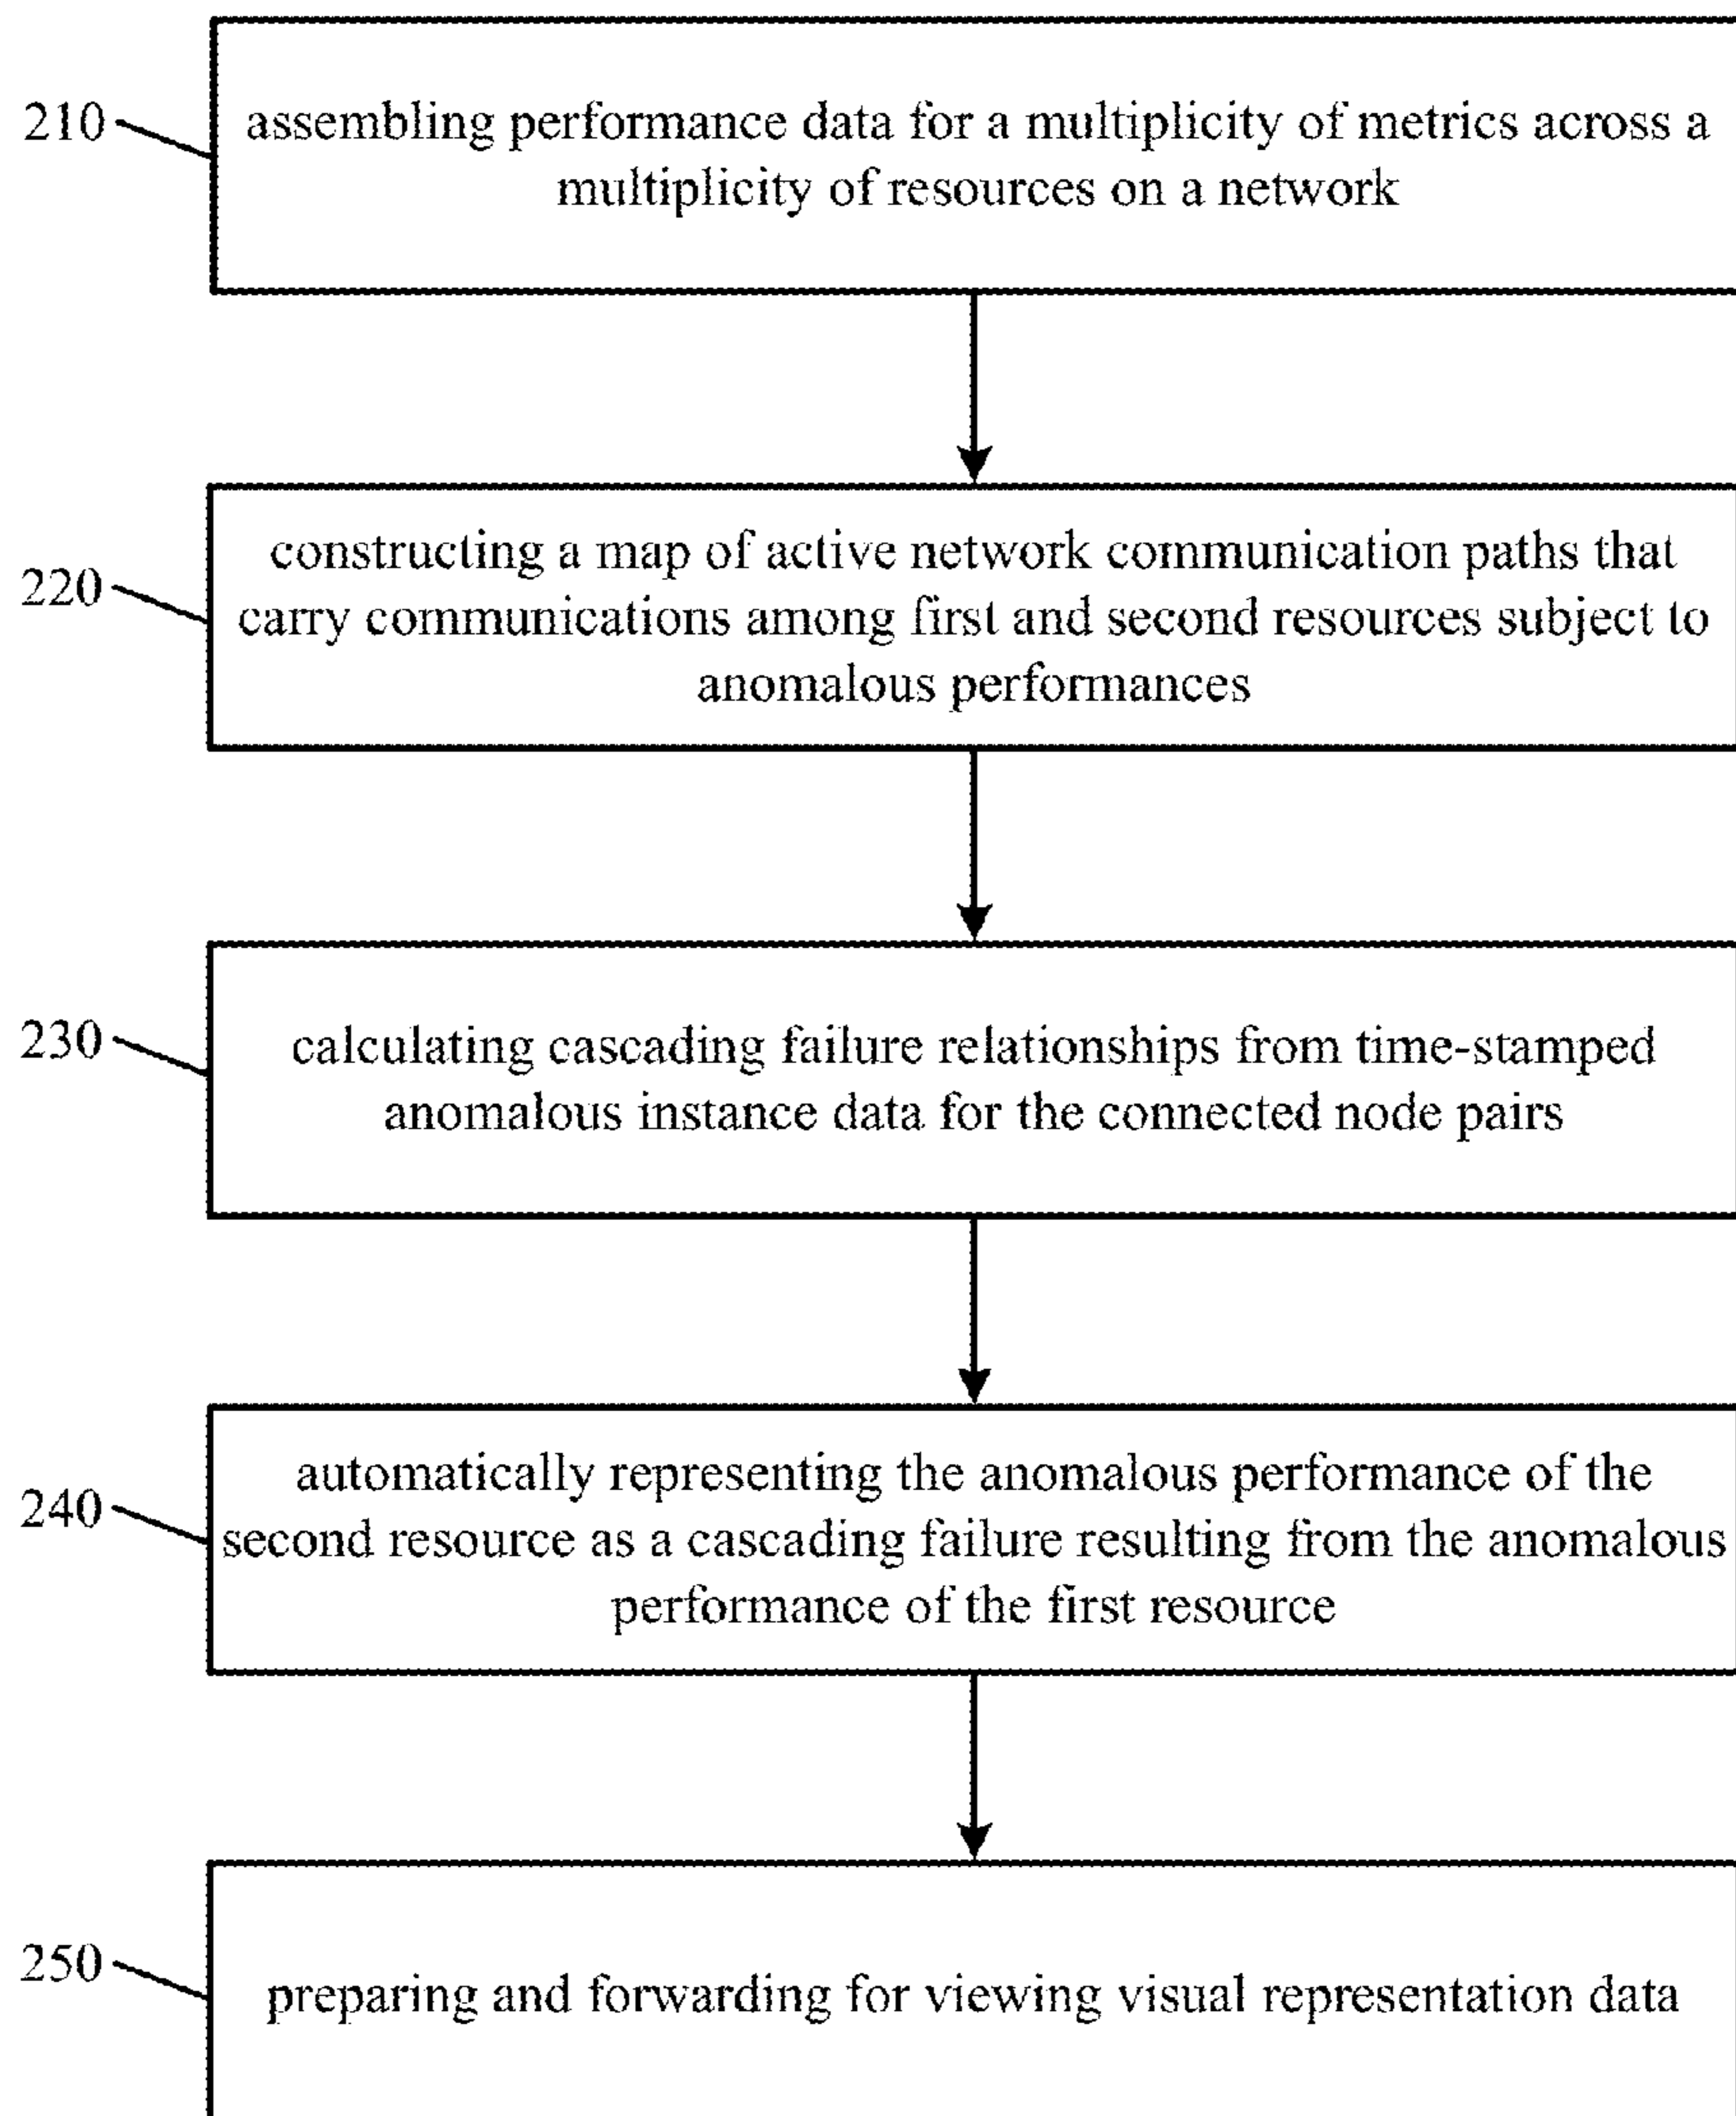 210
assembling performance data for a multiplicity of metrics across a
multiplicity of resources on a network
220
constructing a map of active network communication paths that
carry communications among first and second resources subject to
anomalous performances
230
calculating cascading failure relationships from time-stamped
anomalous instance data for the connected node pairs
240
automatically representing the anomalous performance of the
second resource as a cascading failure resulting from the anomalous
performance of the first resource
250
preparing and forwarding for viewing visual representation data